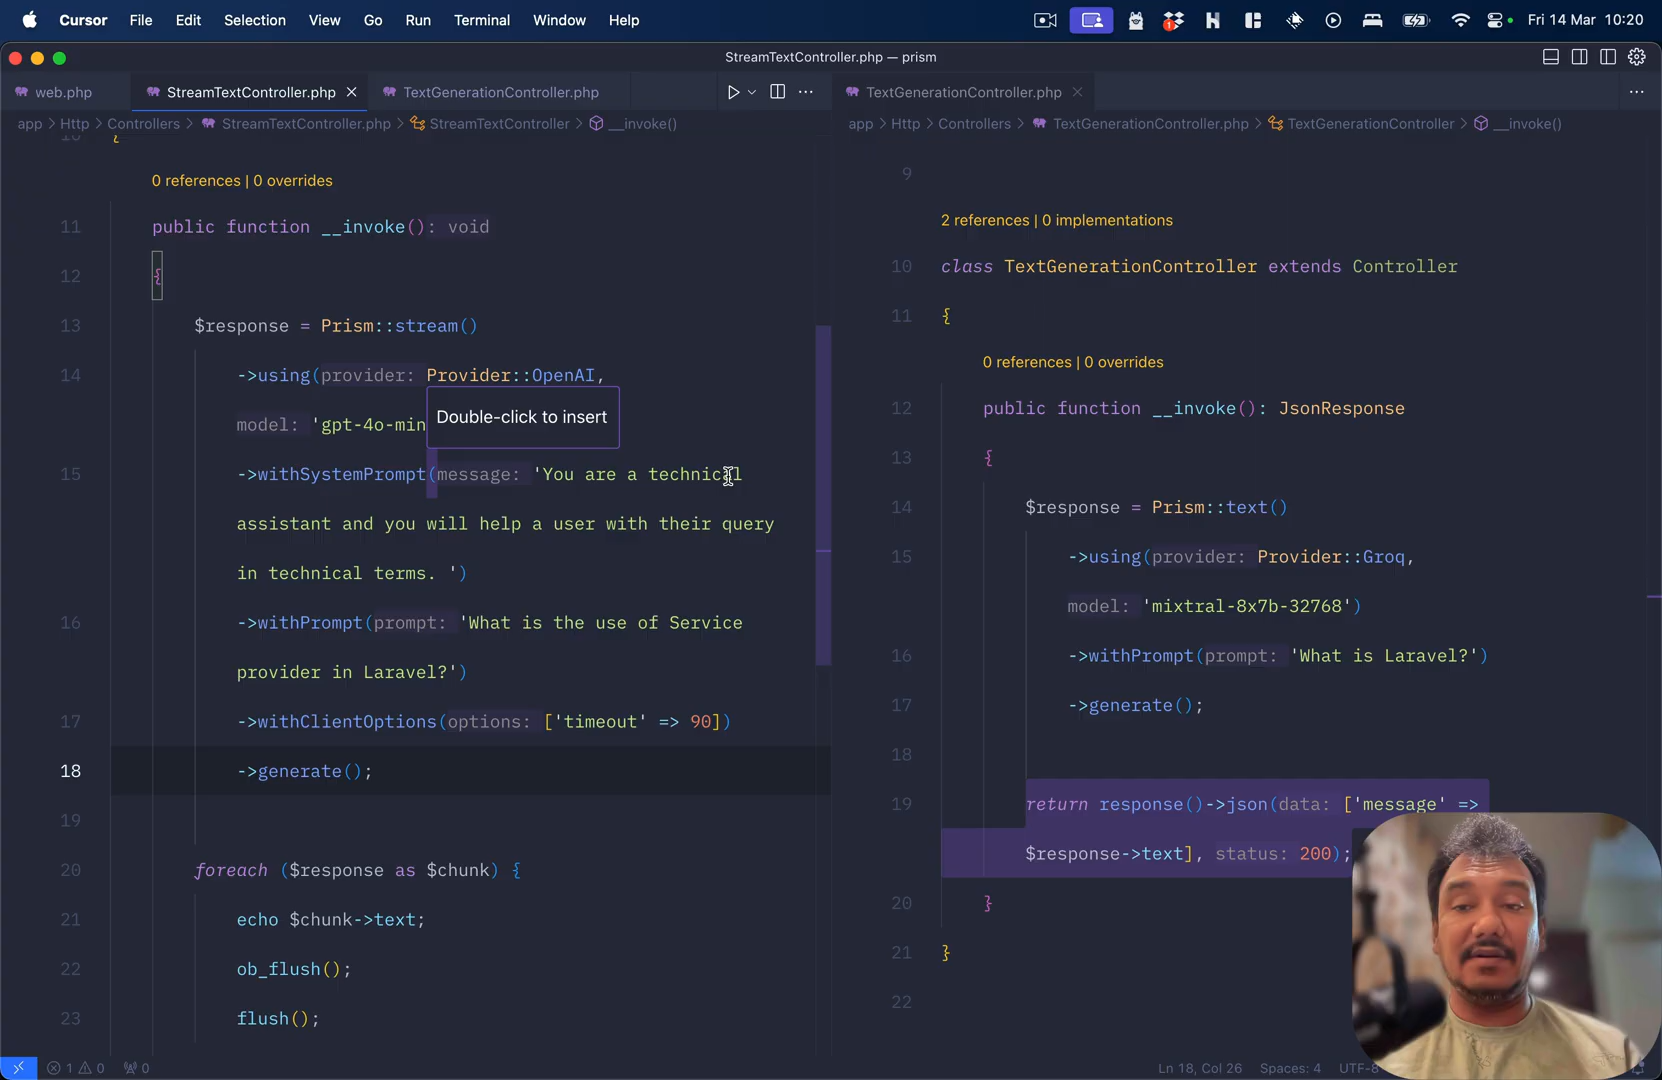 Cursor File Edit Selection View Go Run Terminal Window Help Fri 14 Mar 10:20
StreamTextController.php — prism
web.php StreamTextController.php TextGenerationController.php
app > Http > Controllers > StreamTextController.php > StreamTextController > __invoke()
10 {
0 references | 0 overrides
11 public function __invoke(): void
12 {
13 $response = Prism::stream()
14 ->using(provider: Provider::OpenAI,
model: 'gpt-4o-min
Double-click to insert
15 ->withSystemPrompt(message: 'You are a technical
assistant and you will help a user with their query
in technical terms. ')
16 ->withPrompt(prompt: 'What is the use of Service
provider in Laravel?')
17 ->withClientOptions(options: ['timeout' => 90])
18 ->generate();
19
20 foreach ($response as $chunk) {
21 echo $chunk->text;
22 ob_flush();
23 flush();
TextGenerationController.php
app > Http > Controllers > TextGenerationController.php > TextGenerationController > __invoke()
9
2 references | 0 implementations
10 class TextGenerationController extends Controller
11 {
0 references | 0 overrides
12 public function __invoke(): JsonResponse
13 {
14 $response = Prism::text()
15 ->using(provider: Provider::Groq,
model: 'mixtral-8x7b-32768')
16 ->withPrompt(prompt: 'What is Laravel?')
17 ->generate();
18
19 return response()->json(data: ['message' =>
$response->text], status: 200);
20 }
21 }
22
1 0 0 Ln 18, Col 26 Spaces: 4 UTF-8